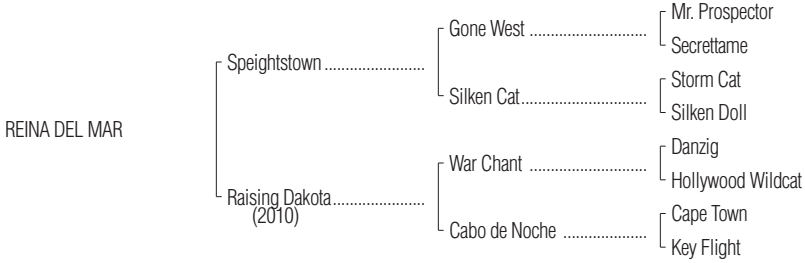 Mr. Prospector
Gone West ..........................
Secrettame
Speightstown ......................
Storm Cat
Silken Cat............................
Silken Doll
REINA DEL MAR
Danzig
War Chant ..........................
Hollywood Wildcat
Raising Dakota....................
(2010)
Cape Town
Cabo de Noche ...................
Key Flight